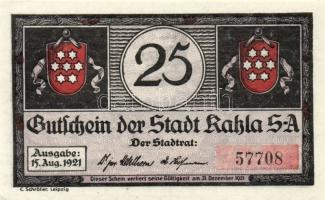 25
Gutschein der Stadt Kahla S-A
Der Stadtrat:
Ausgabe:
15. Aug. 1921
57708
C. Schröter, Leipzig
Dieser Schein verliert seine Gültigkeit am 31. Dezember 1921